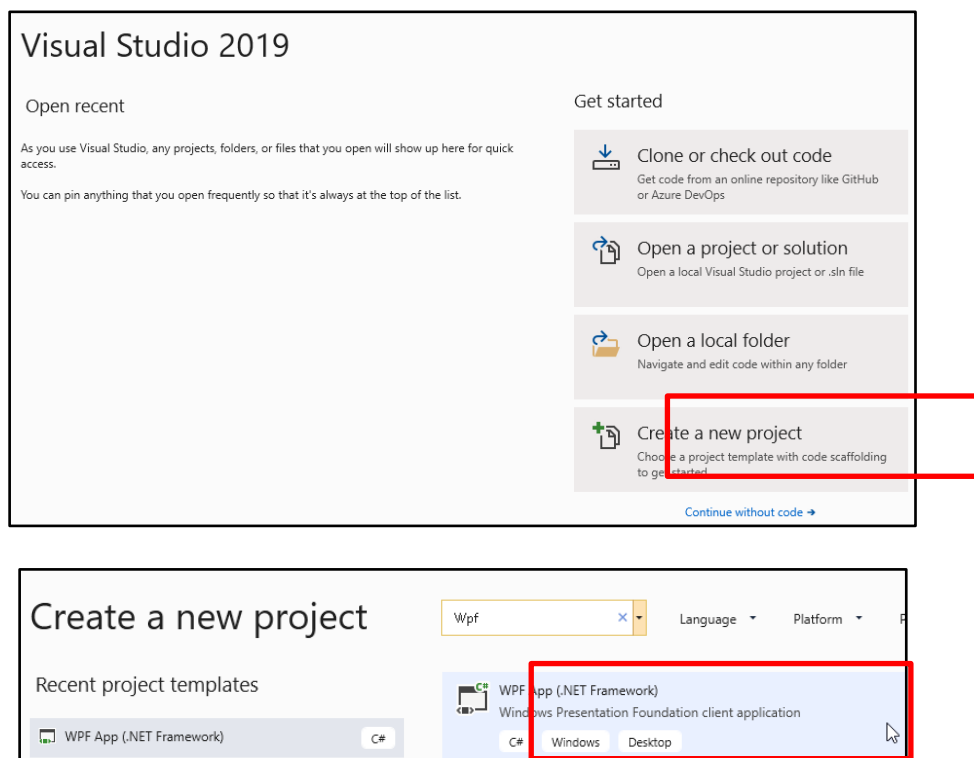 Visual Studio 2019
Open recent
As you use Visual Studio, any projects, folders, or files that you open will show up here for quick
access.
You can pin anything that you open frequently so that it's always at the top of the list.
Get started
Clone or check out code
Get code from an online repository like GitHub
or Azure DevOps
Open a project or solution
Open a local Visual Studio project or .sln file
Open a local folder
Navigate and edit code within any folder
Create a new project
Choose a project template with code scaffolding
to get started
Continue without code →
Create a new project
Wpf
Language
Platform
Recent project templates
WPF App (.NET Framework)
C#
C#
WPF App (.NET Framework)
Windows Presentation Foundation client application
C# Windows Desktop